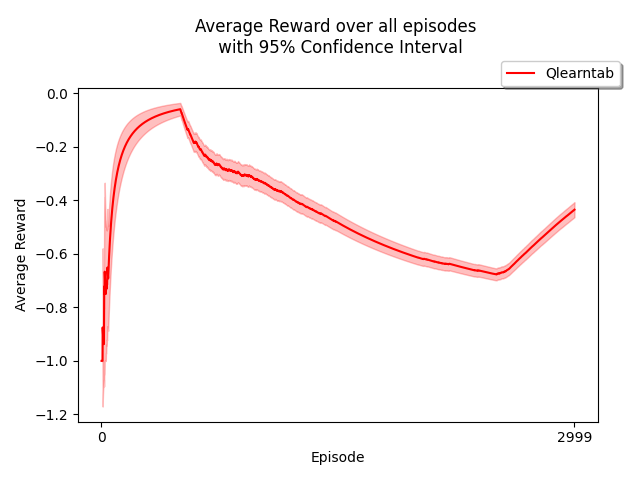 Average Reward over all episodes
with 95% Confidence Interval
Qlearntab
0.0
−0.2
−0.4
−0.6
−0.8
−1.0
−1.2
Average Reward
0
2999
Episode